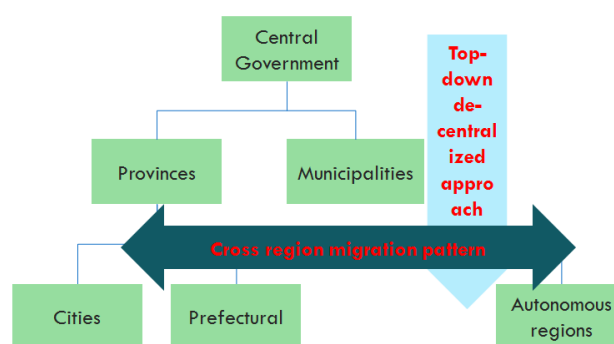 Central
Government
Top-
down
de-
central
ized
appro
ach
Provinces
Municipalities
Cross region migration pattern
Cities
Prefectural
Autonomous
regions